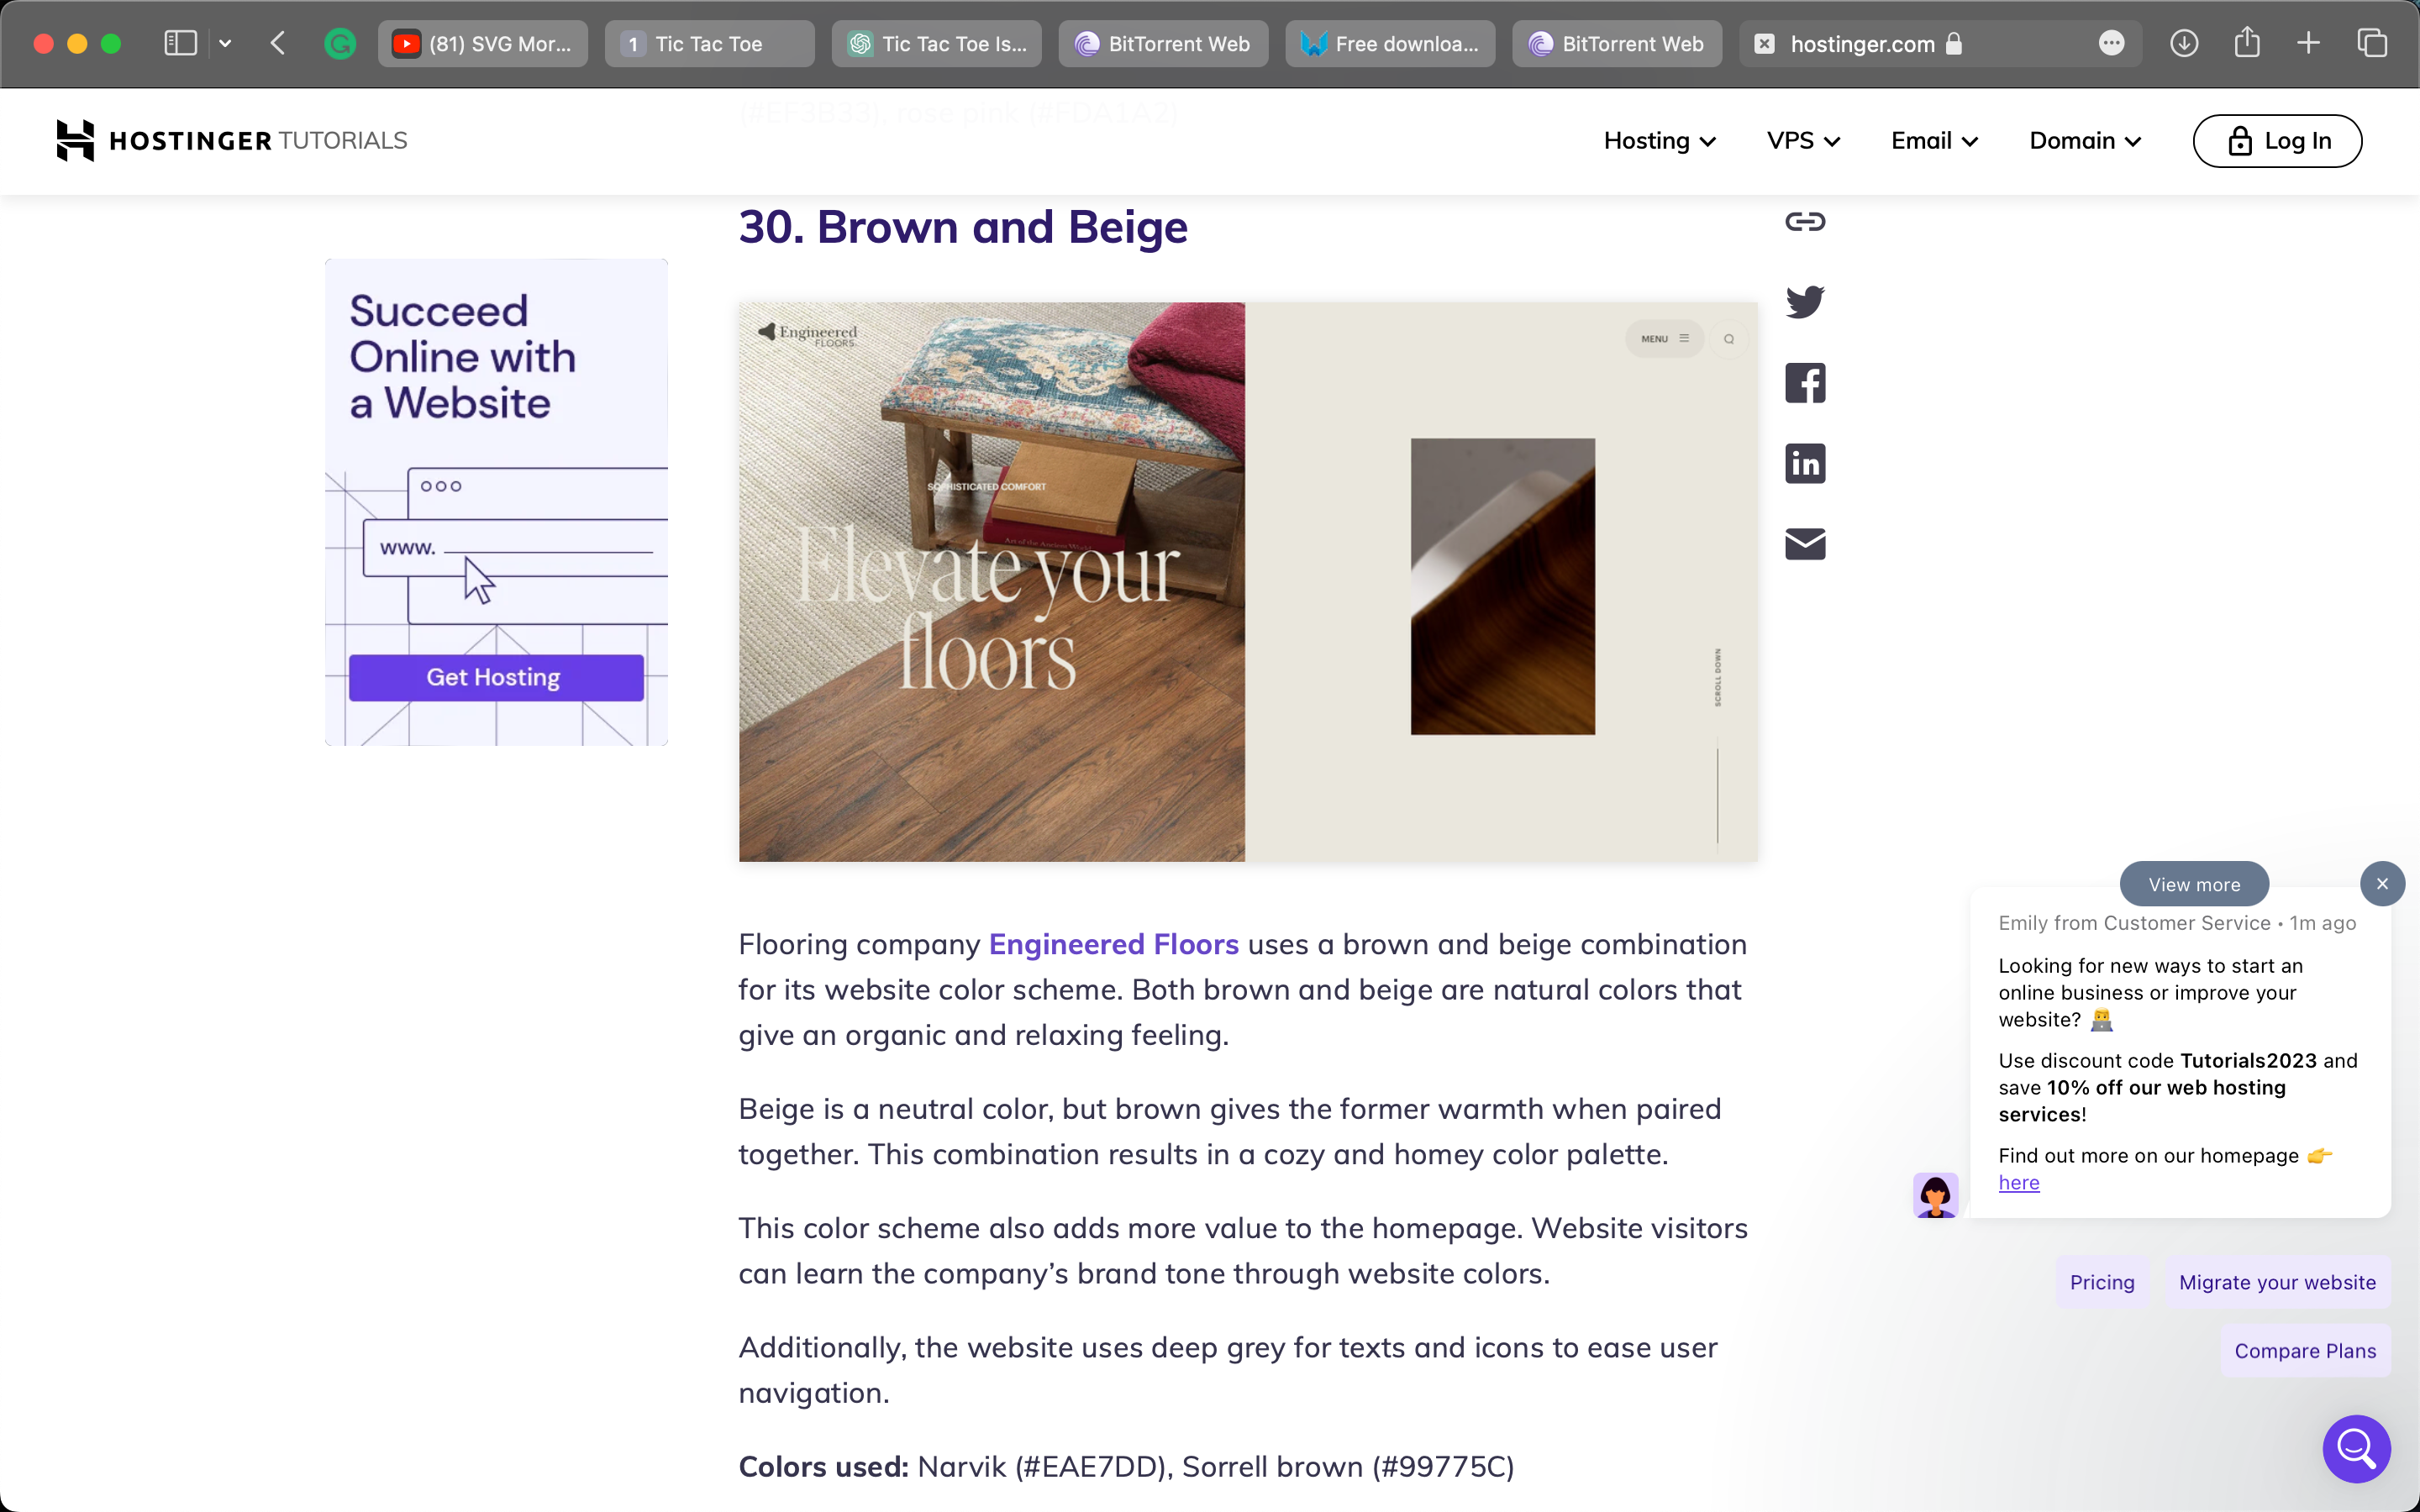 (81) SVG Mor...
1 Tic Tac Toe
Tic Tac Toe Is...
BitTorrent Web
Free downloa...
BitTorrent Web
hostinger.com
(#EF3B33), rose pink (#FDA1A2)
HOSTINGER TUTORIALS
Hosting
VPS
Email
Domain
Log In
30. Brown and Beige
Succeed
Online with
a Website
www.
Get Hosting
Engineered
FLOORS
MENU
SOPHISTICATED COMFORT
Art of the Ancient World
Elevate your
floors
SCROLL DOWN
Flooring company Engineered Floors uses a brown and beige combination
for its website color scheme. Both brown and beige are natural colors that
give an organic and relaxing feeling.
Beige is a neutral color, but brown gives the former warmth when paired
together. This combination results in a cozy and homey color palette.
This color scheme also adds more value to the homepage. Website visitors
can learn the company’s brand tone through website colors.
Additionally, the website uses deep grey for texts and icons to ease user
navigation.
Colors used: Narvik (#EAE7DD), Sorrell brown (#99775C)
View more
Emily from Customer Service • 1m ago
Looking for new ways to start an
online business or improve your
website? 👨‍💻
Use discount code Tutorials2023 and
save 10% off our web hosting
services!
Find out more on our homepage 👉
here
Pricing
Migrate your website
Compare Plans